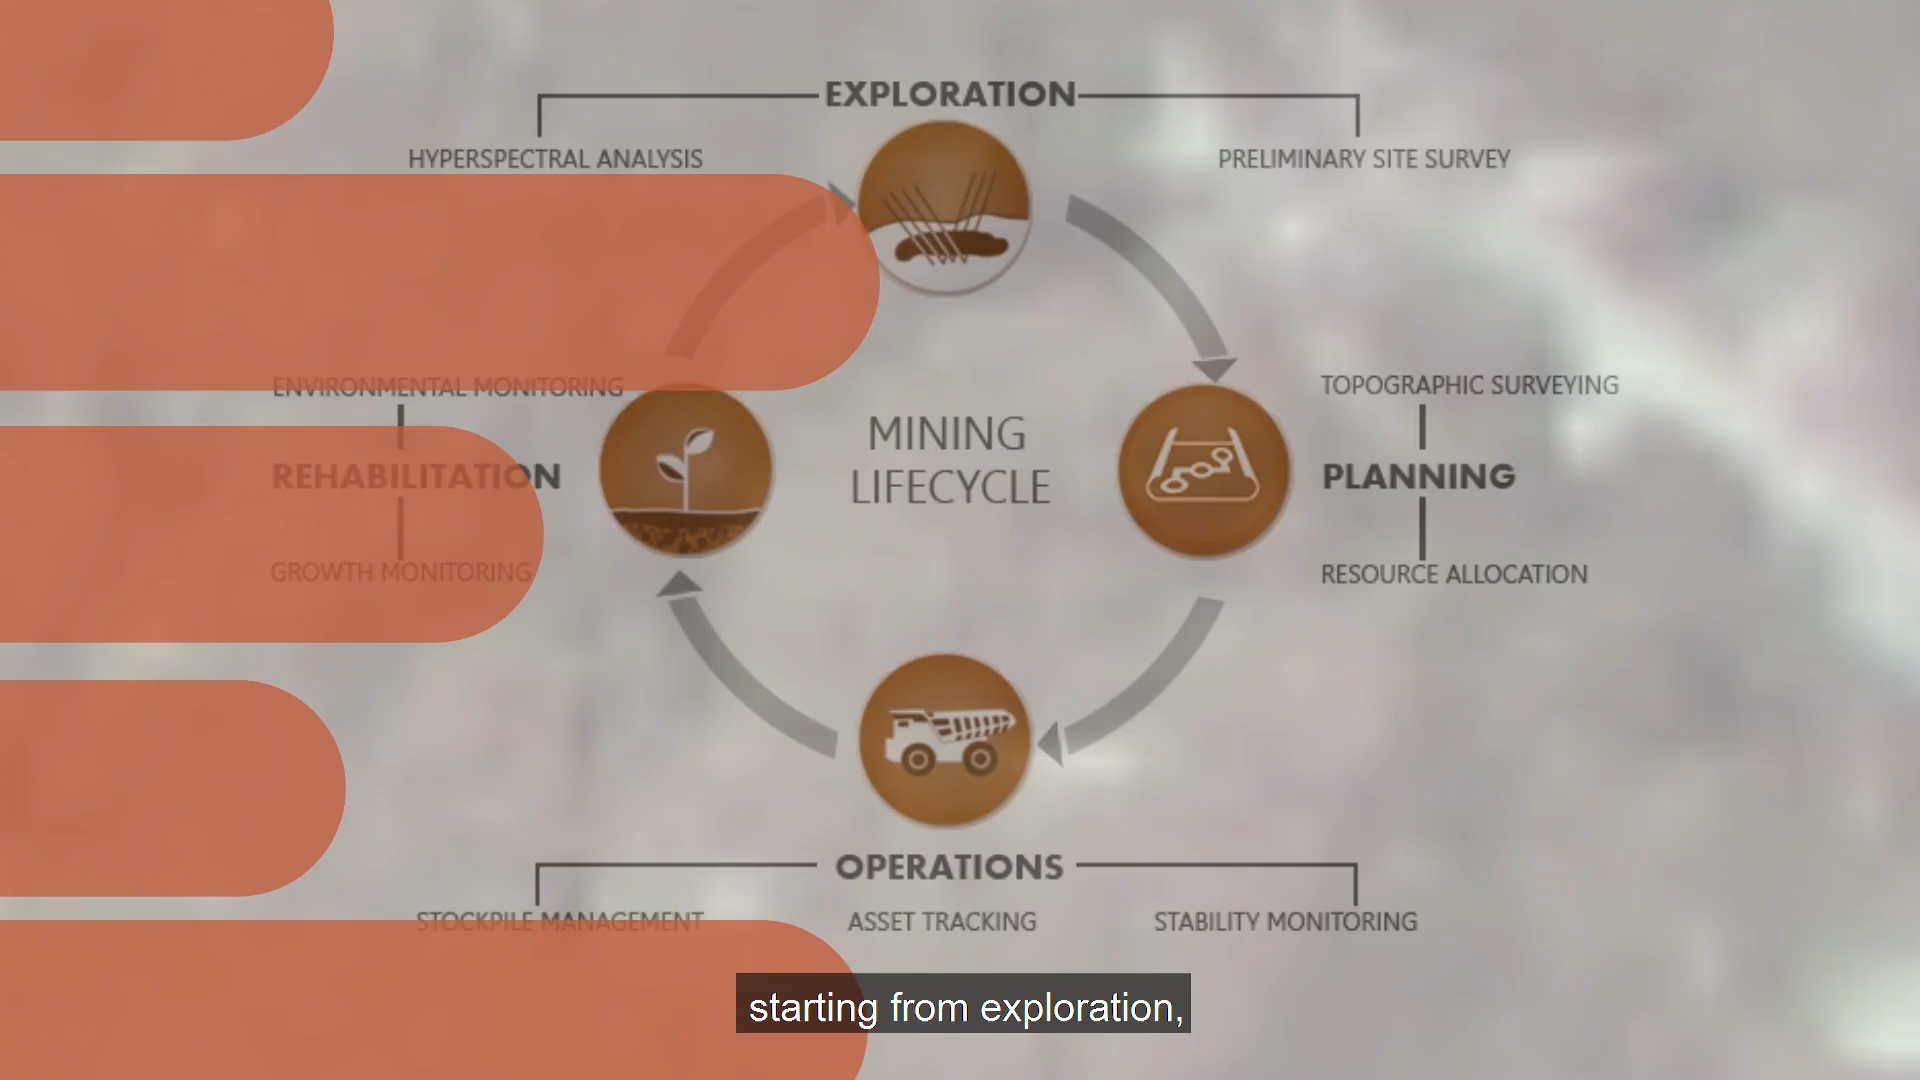 EXPLORATION
HYPERSPECTRAL ANALYSIS
PRELIMINARY SITE SURVEY
ENVIRONMENTAL MONITORING
TOPOGRAPHIC SURVEYING
MINING
LIFECYCLE
REHABILITATION
PLANNING
GROWTH MONITORING
RESOURCE ALLOCATION
OPERATIONS
STOCKPILE MANAGEMENT
ASSET TRACKING
STABILITY MONITORING
starting from exploration,